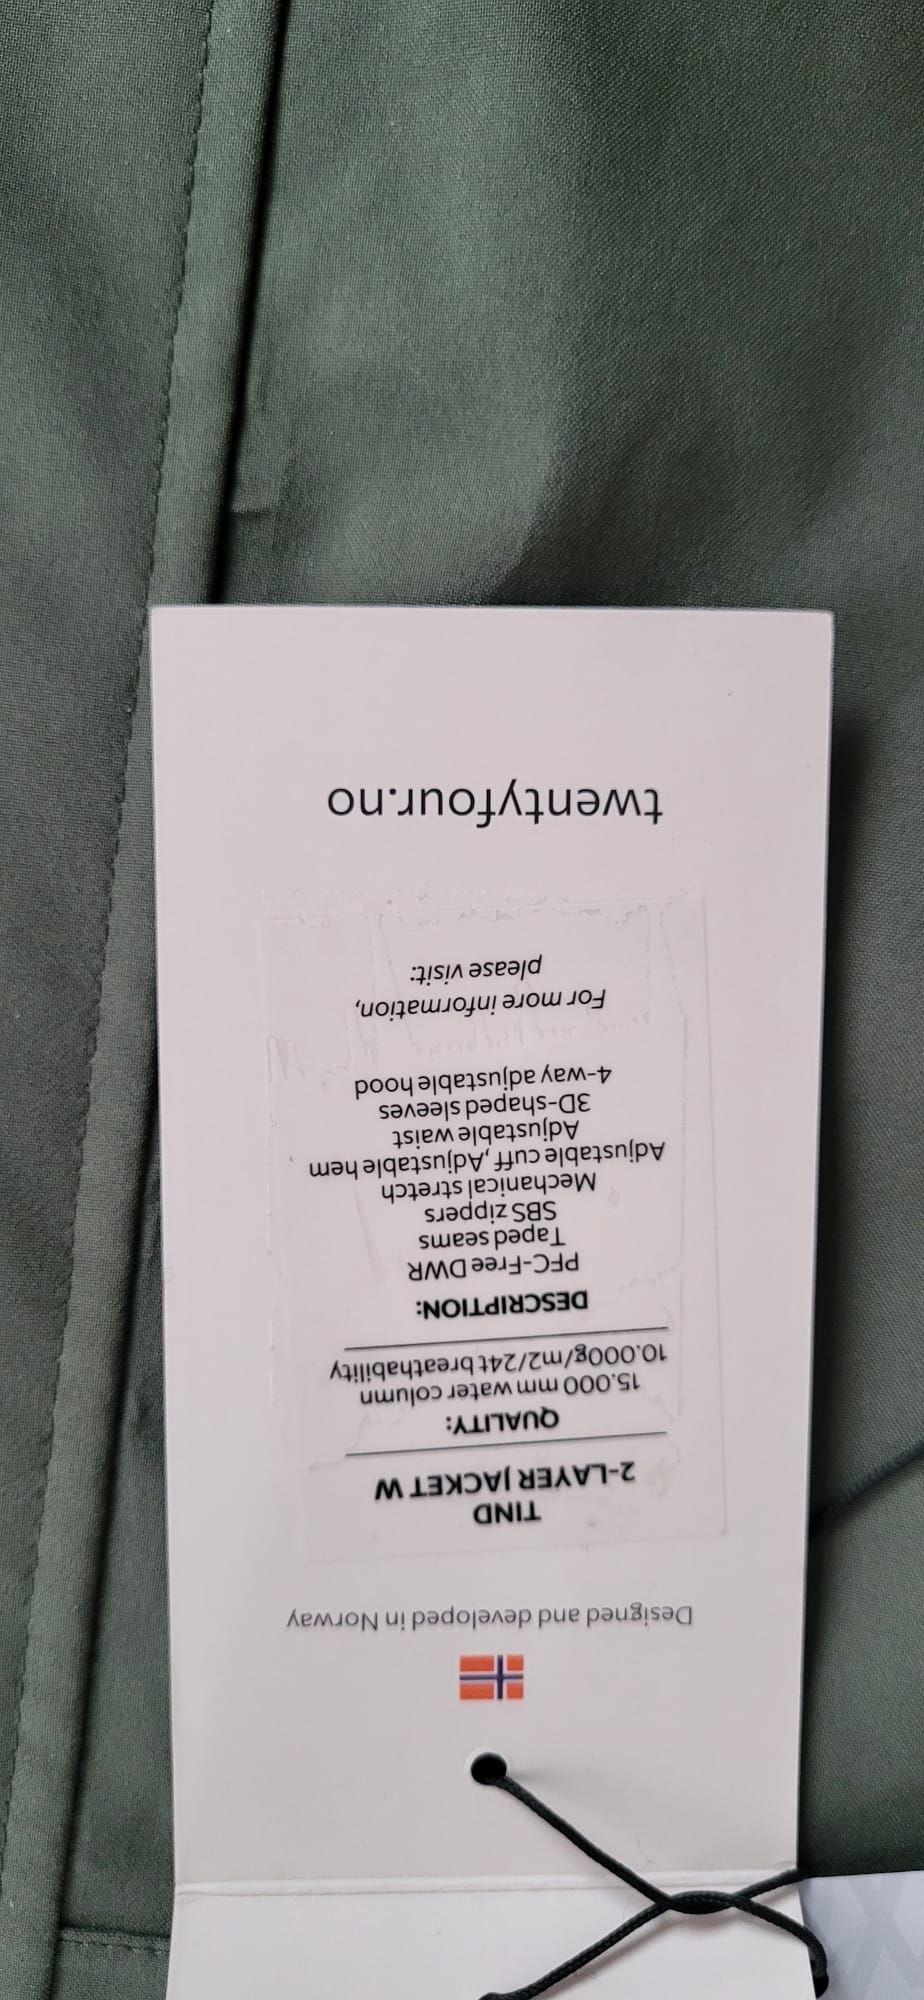 Designed and developed in Norway
TIND
2-LAYER JACKET W
QUALITY:
15.000 mm water column
10.000g/m2/24t breathability
DESCRIPTION:
PFC-Free DWR
Taped seams
SBS zippers
Mechanical stretch
Adjustable cuff ,Adjustable hem
Adjustable waist
3D-shaped sleeves
4-way adjustable hood
For more information,
please visit:
twentyfour.no